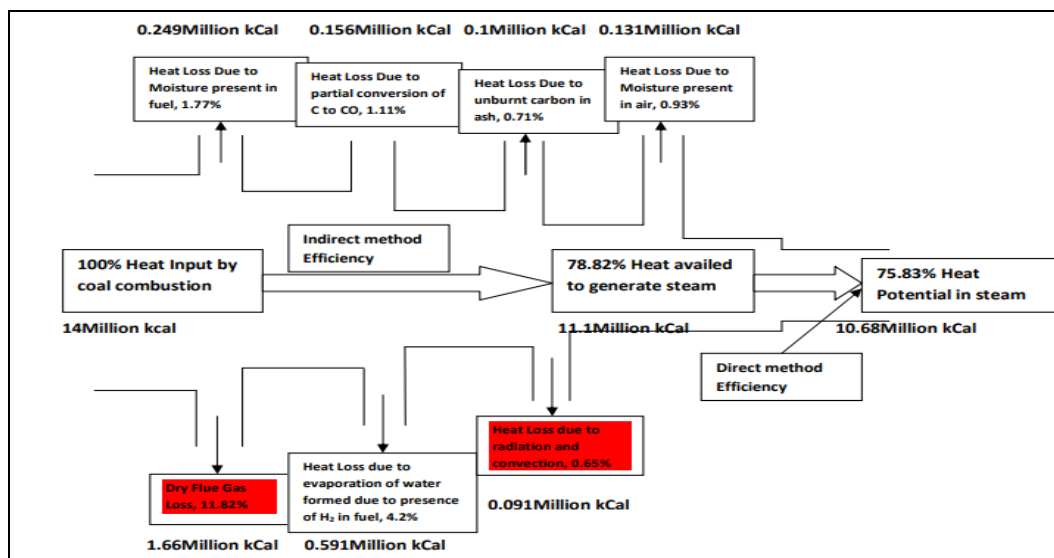 0.249Million kCal
0.156Million kCal
0.1Million kCal
0.131Million kCal
Heat Loss Due to
Moisture present in
fuel, 1.77%
Heat Loss Due to
partial conversion of
C to CO, 1.11%
Heat Loss Due to
unburnt carbon in
ash, 0.71%
Heat Loss Due to
Moisture present
in air, 0.93%
Indirect method
Efficiency
100% Heat Input by
coal combustion
78.82% Heat availed
to generate steam
75.83% Heat
Potential in steam
14Million kcal
11.1Million kCal
10.68Million kCal
Direct method
Efficiency
Dry Flue Gas
Loss, 11.82%
Heat Loss due to
evaporation of water
formed due to presence
of H₂ in fuel, 4.2%
Heat Loss due to
radiation and
convection, 0.65%
0.091Million kCal
1.66Million kCal
0.591Million kCal